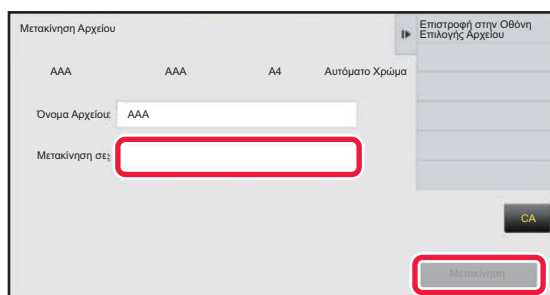 Μετακίνηση Αρχείου
Επιστροφή στην Οθόνη
Επιλογής Αρχείου
AAA AAA A4 Αυτόματο Χρώμα
Όνομα Αρχείου: AAA
Μετακίνηση σε:
CA
Μετακίνηση